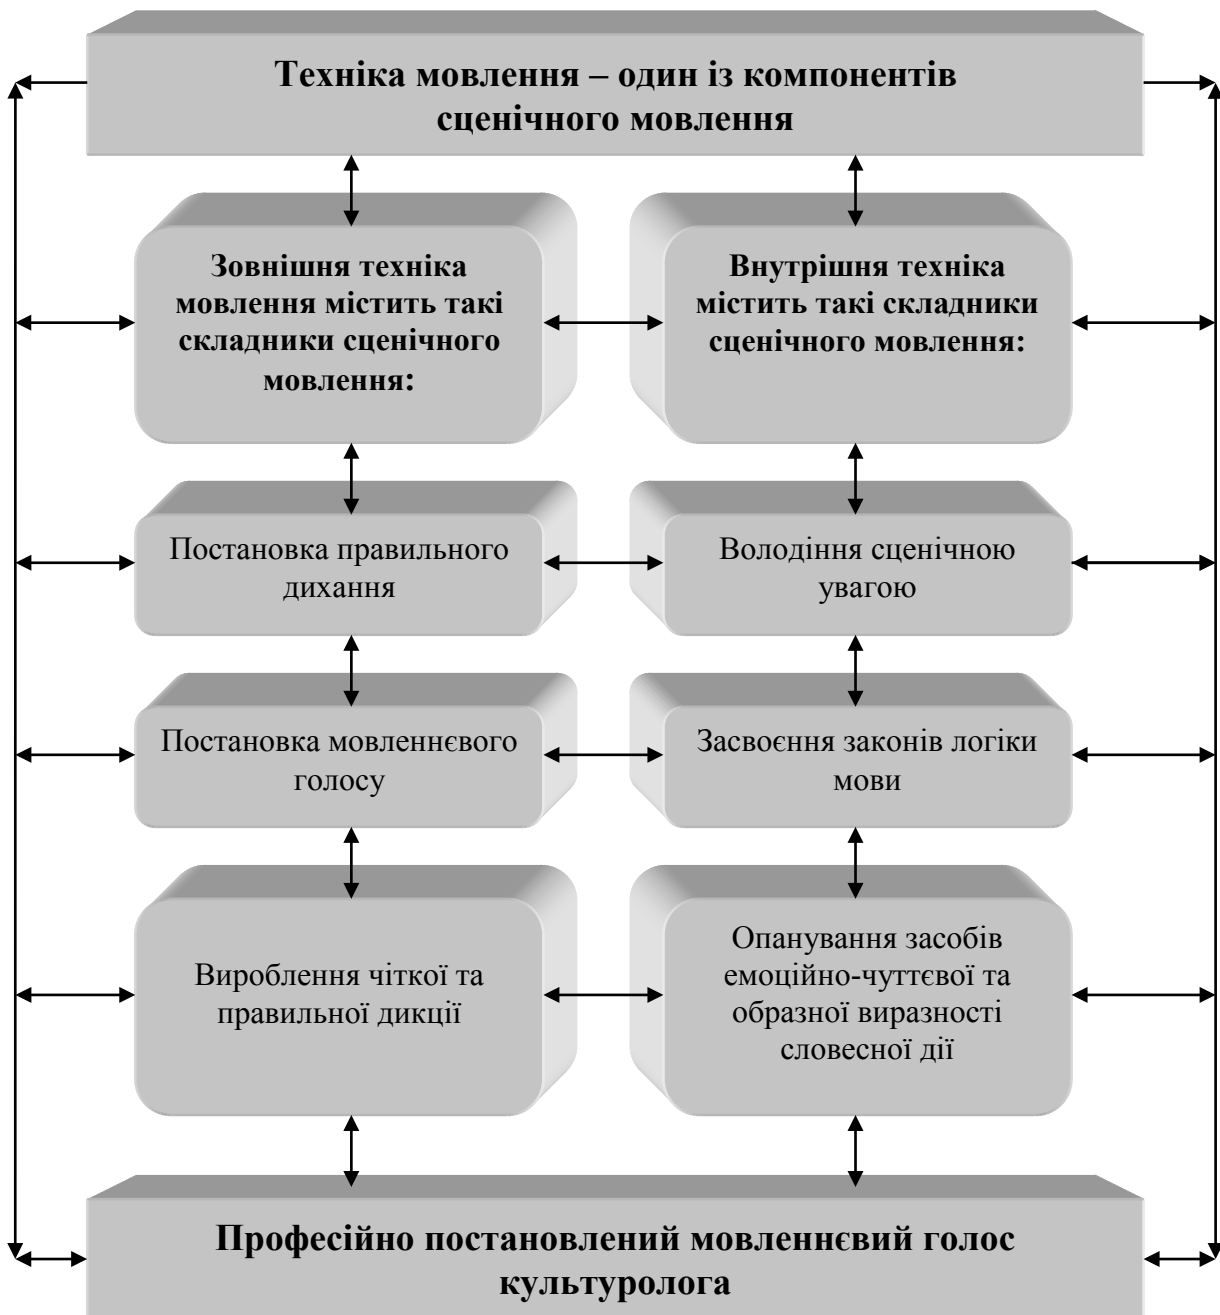 Техніка мовлення – один із компонентів
сценічного мовлення
Зовнішня техніка
мовлення містить такі
складники сценічного
мовлення:
Внутрішня техніка
містить такі складники
сценічного мовлення:
Постановка правильного
дихання
Володіння сценічною
увагою
Постановка мовленнєвого
голосу
Засвоєння законів логіки
мови
Вироблення чіткої та
правильної дикції
Опанування засобів
емоційно-чуттєвої та
образної виразності
словесної дії
Професійно постановлений мовленнєвий голос
культуролога